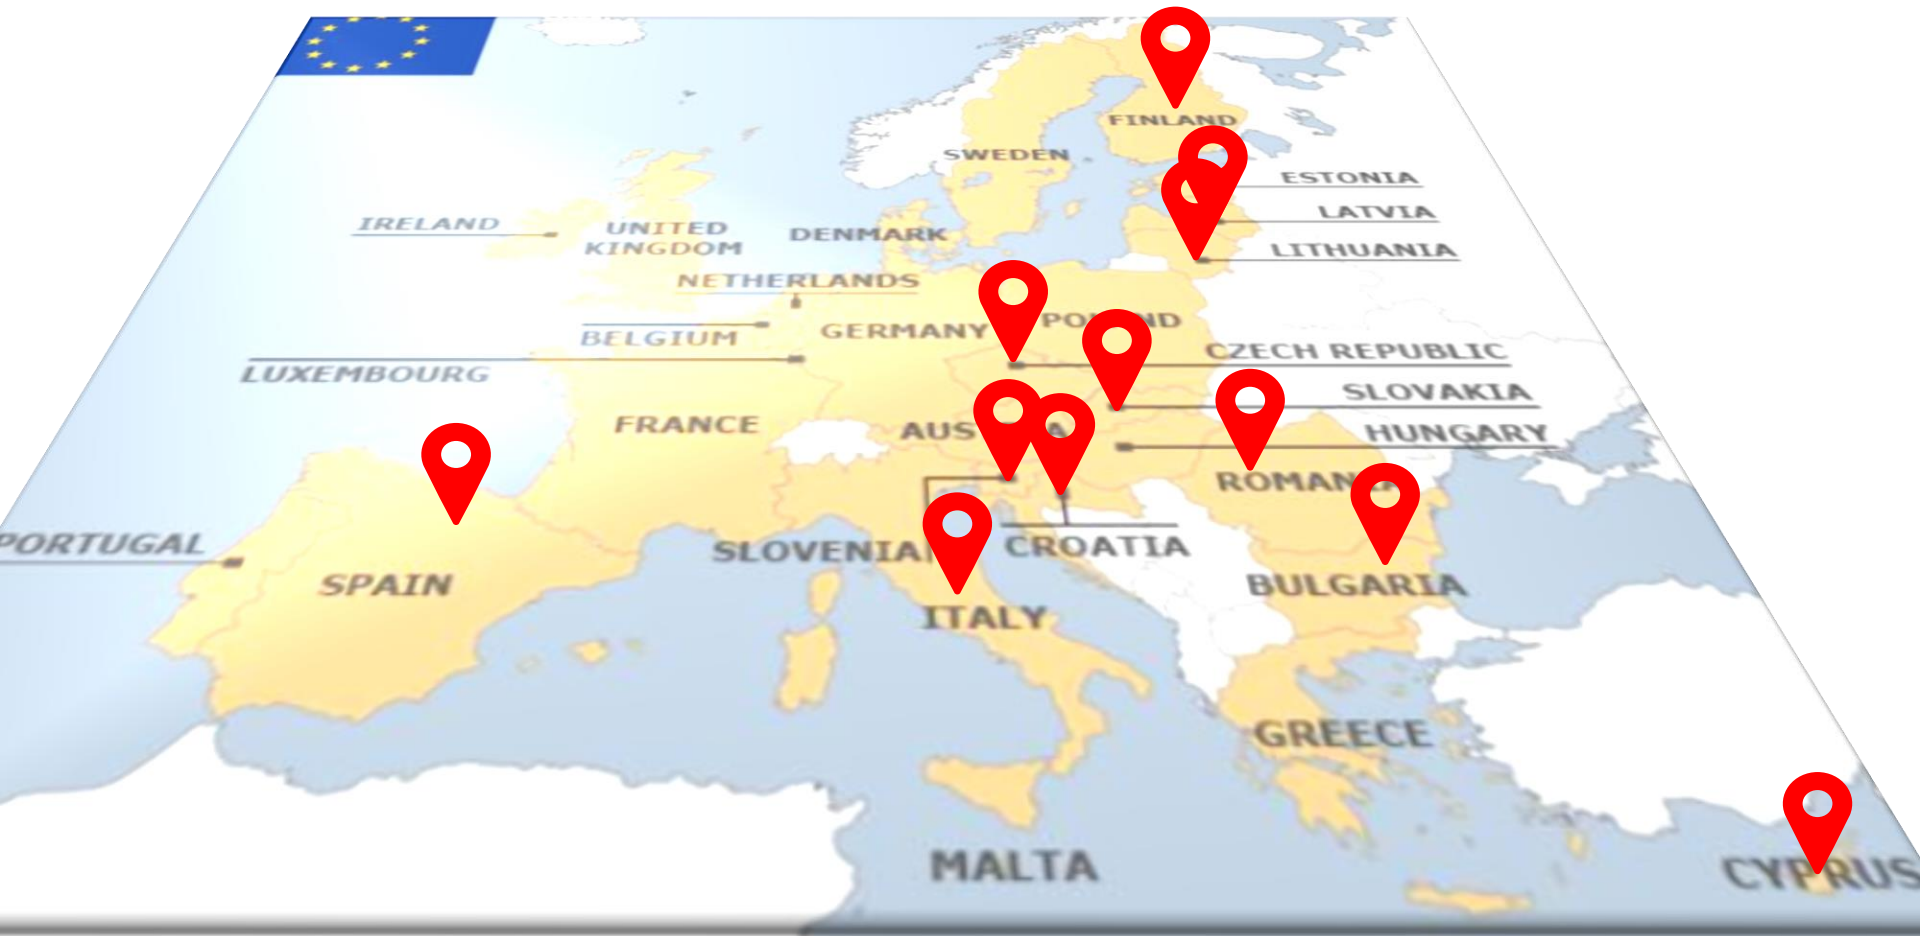 FINLAND
SWEDEN
ESTONIA
IRELAND
LATVIA
UNITED
KINGDOM
DENMARK
LITHUANIA
NETHERLANDS
GERMANY
BELGIUM
CZECH REPUBLIC
LUXEMBOURG
SLOVAKIA
FRANCE
HUNGARY
PORTUGAL
SLOVENIA
CROATIA
SPAIN
BULGARIA
ITALY
GREECE
MALTA
CYPRUS